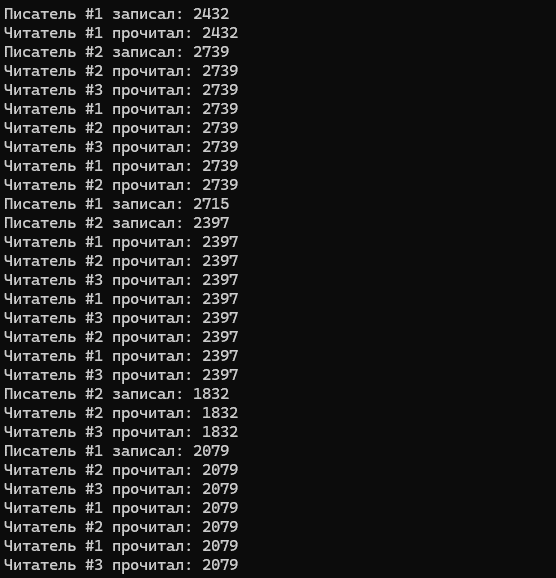 Писатель #1 записал: 2432
Читатель #1 прочитал: 2432
Писатель #2 записал: 2739
Читатель #2 прочитал: 2739
Читатель #3 прочитал: 2739
Читатель #1 прочитал: 2739
Читатель #2 прочитал: 2739
Читатель #3 прочитал: 2739
Читатель #1 прочитал: 2739
Читатель #2 прочитал: 2739
Писатель #1 записал: 2715
Писатель #2 записал: 2397
Читатель #1 прочитал: 2397
Читатель #2 прочитал: 2397
Читатель #3 прочитал: 2397
Читатель #1 прочитал: 2397
Читатель #3 прочитал: 2397
Читатель #2 прочитал: 2397
Читатель #1 прочитал: 2397
Читатель #3 прочитал: 2397
Писатель #2 записал: 1832
Читатель #2 прочитал: 1832
Читатель #3 прочитал: 1832
Писатель #1 записал: 2079
Читатель #2 прочитал: 2079
Читатель #3 прочитал: 2079
Читатель #1 прочитал: 2079
Читатель #2 прочитал: 2079
Читатель #1 прочитал: 2079
Читатель #3 прочитал: 2079